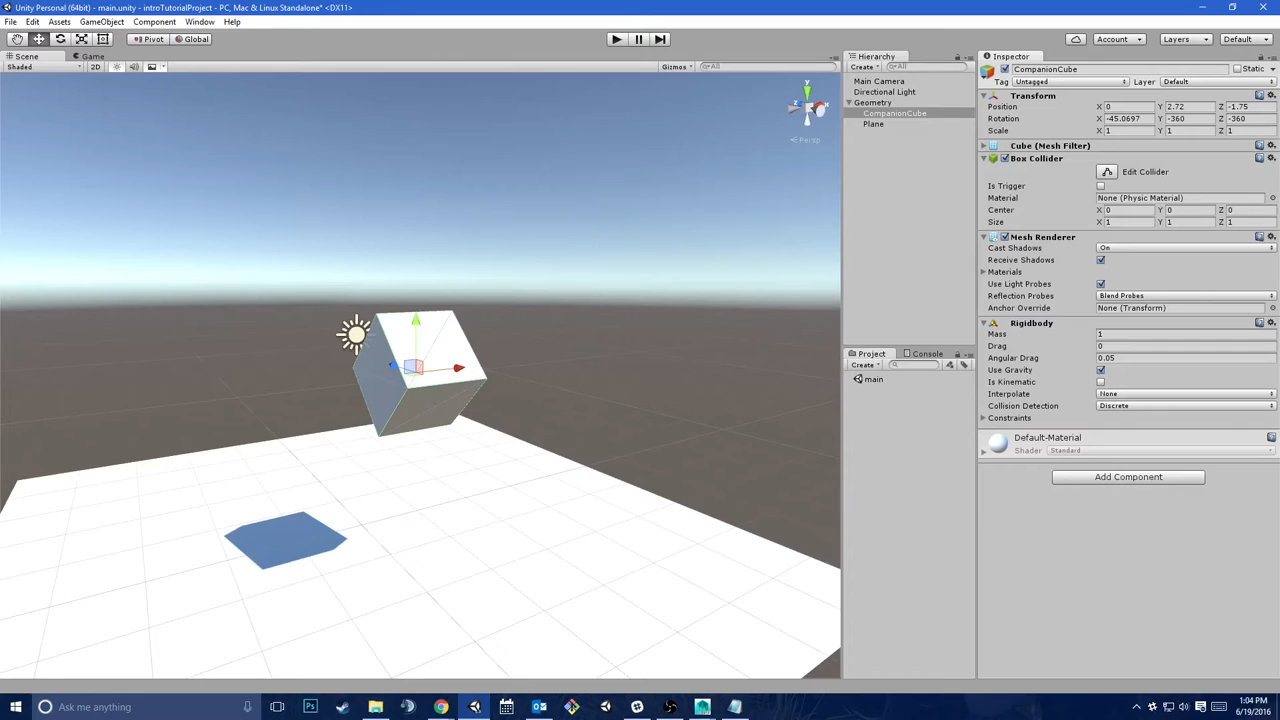 Unity Personal (64bit) - main.unity - introTutorialProject - PC, Mac & Linux Standalone* <DX11>
File Edit Assets GameObject Component Window Help
Pivot Global Account Layers Default
Scene Game
Shaded 2D Gizmos All
y
x
z
Persp
Hierarchy
Create All
Main Camera
Directional Light
Geometry
CompanionCube
Plane
Project Console
Create
main
Inspector
CompanionCube Static
Tag Untagged Layer Default
Transform
Position X 0 Y 2.72 Z -1.75
Rotation X -45.0697 Y -360 Z -360
Scale X 1 Y 1 Z 1
Cube (Mesh Filter)
Box Collider
Edit Collider
Is Trigger
Material None (Physic Material)
Center X 0 Y 0 Z 0
Size X 1 Y 1 Z 1
Mesh Renderer
Cast Shadows On
Receive Shadows
Materials
Use Light Probes
Reflection Probes Blend Probes
Anchor Override None (Transform)
Rigidbody
Mass 1
Drag 0
Angular Drag 0.05
Use Gravity
Is Kinematic
Interpolate None
Collision Detection Discrete
Constraints
Default-Material
Shader Standard
Add Component
Ask me anything
Ps
1:04 PM
6/19/2016